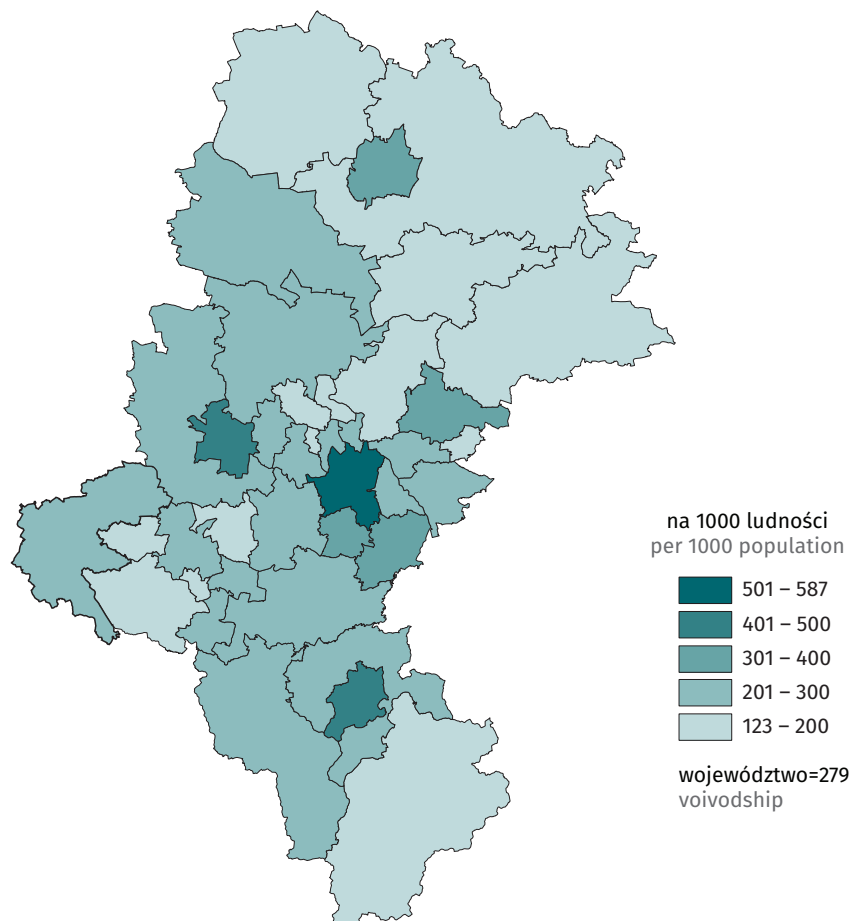 na 1000 ludności
per 1000 population
501 – 587
401 – 500
301 – 400
201 – 300
123 – 200
województwo=279
voivodship